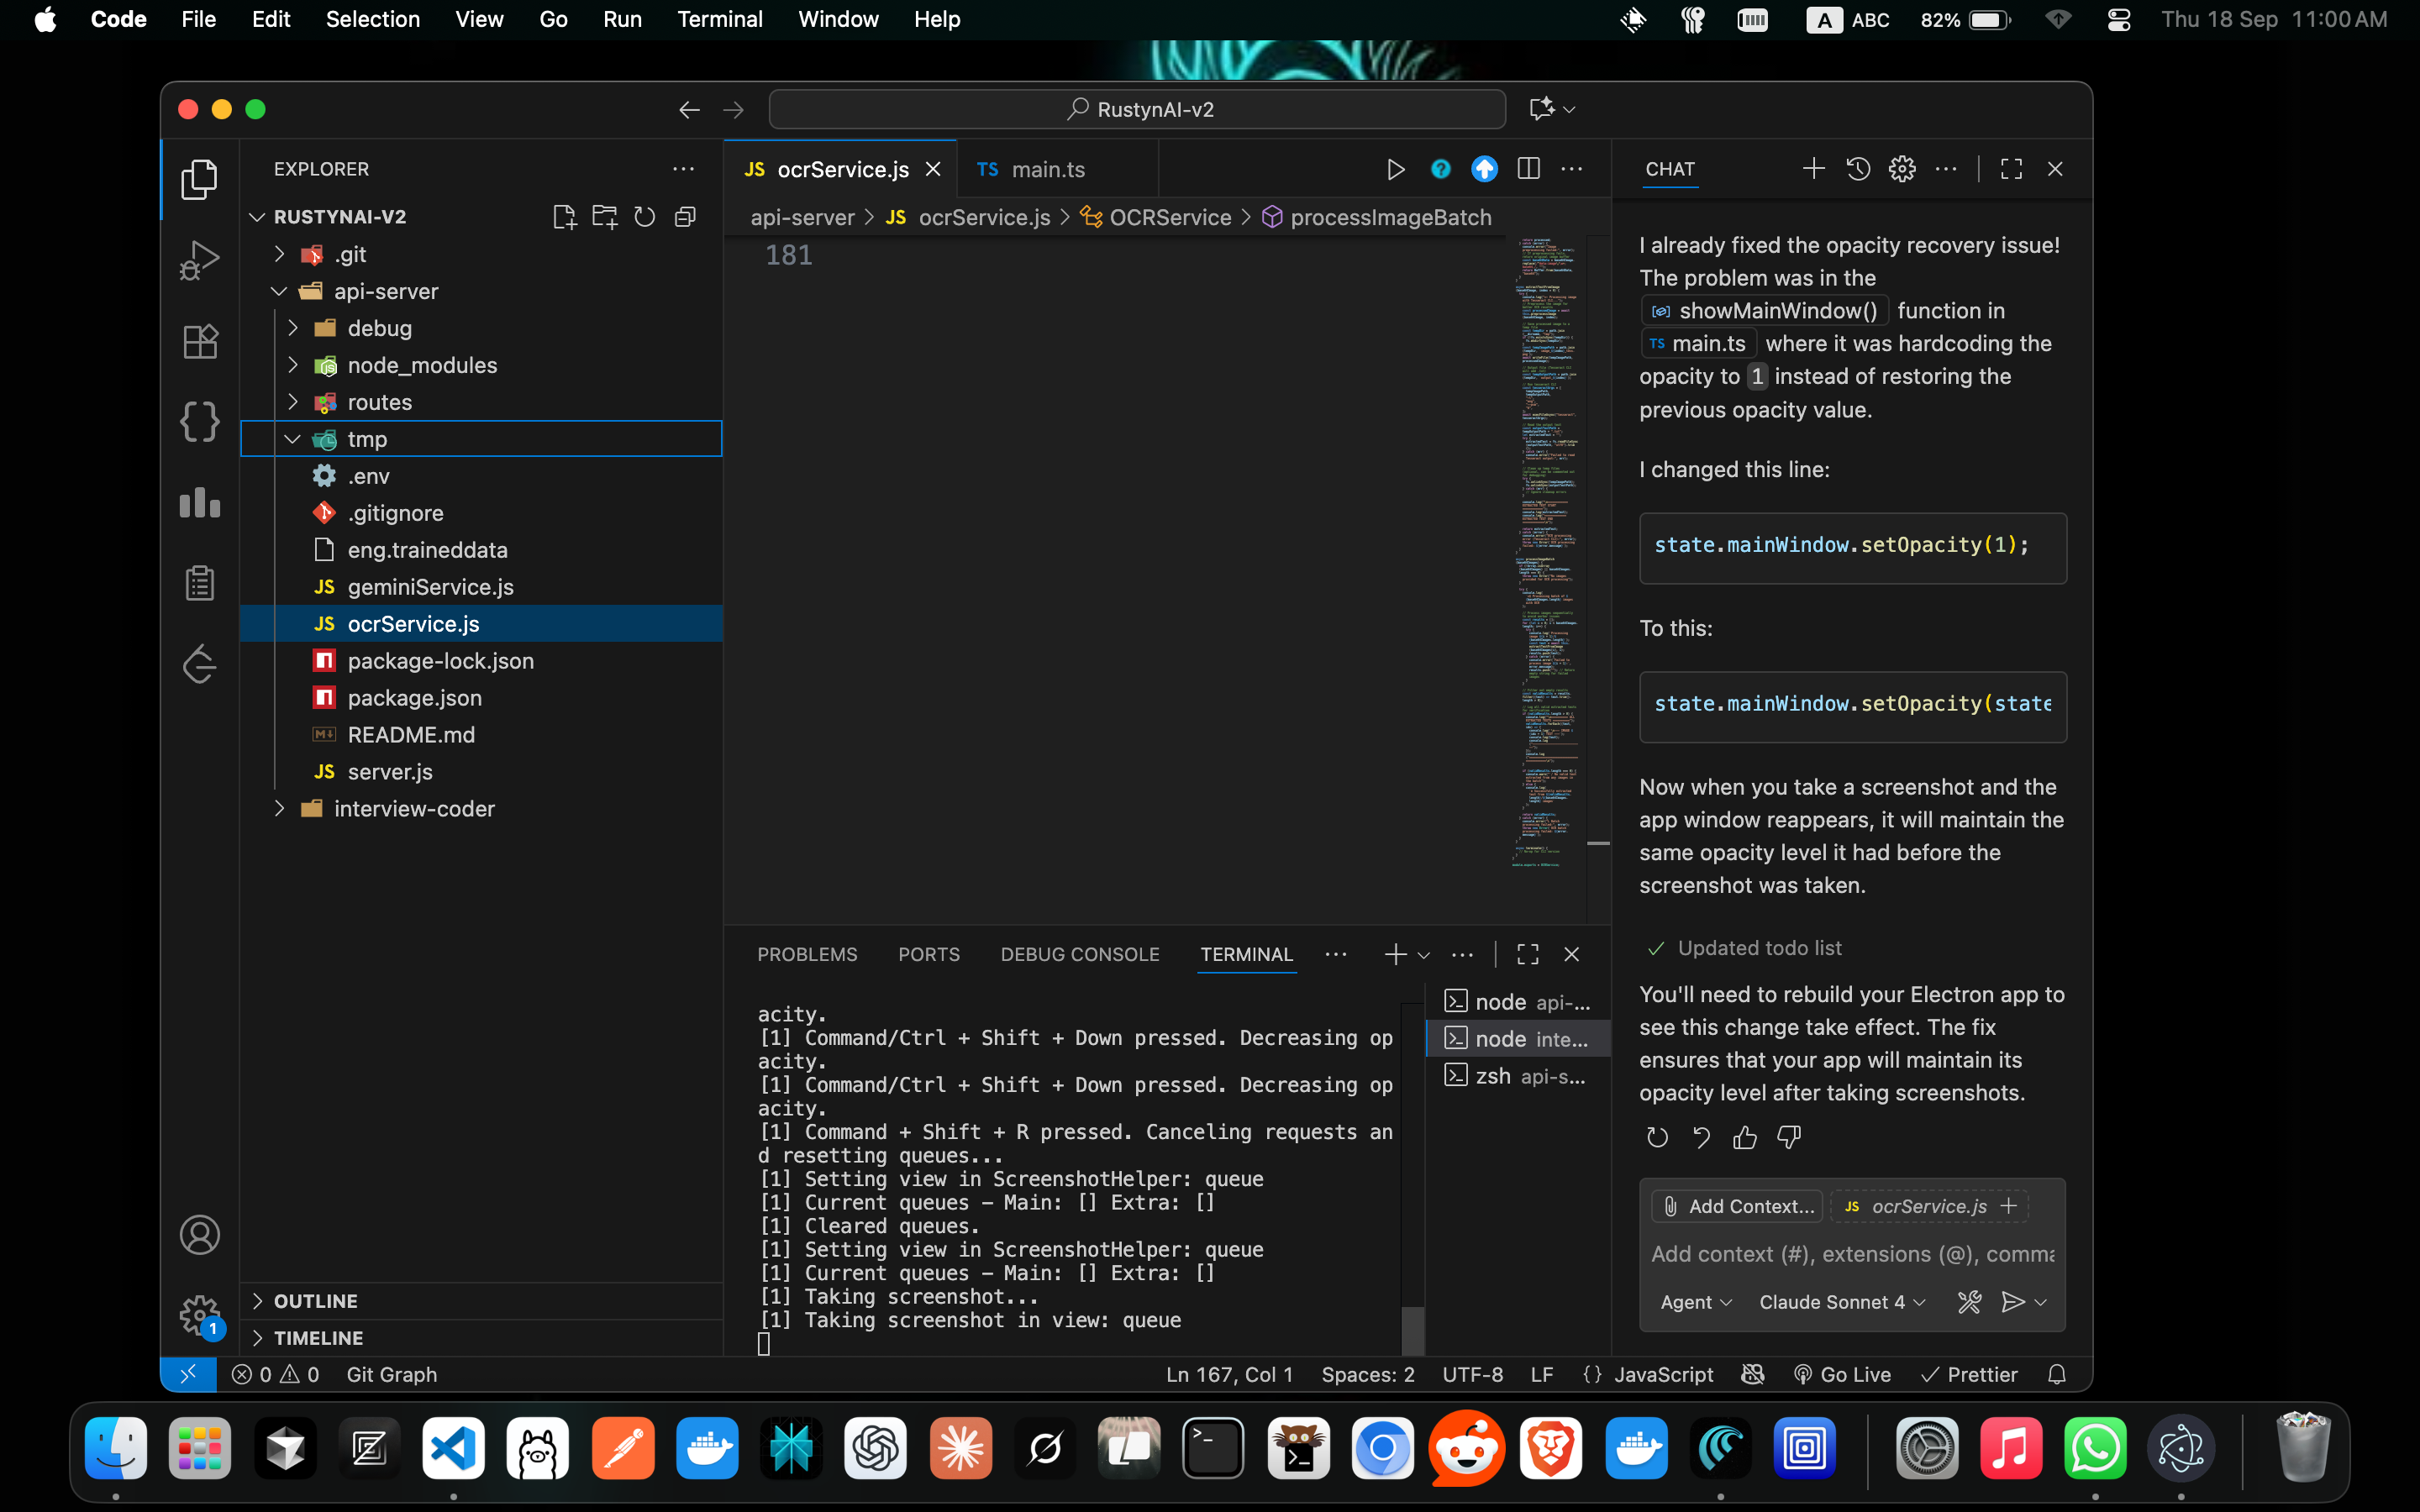 Code File Edit Selection View Go Run Terminal Window Help
A ABC 82% Thu 18 Sep 11:00 AM
RustynAI-v2
EXPLORER
RUSTYNAI-V2
.git
api-server
debug
node_modules
routes
tmp
.env
.gitignore
eng.traineddata
JS geminiService.js
JS ocrService.js
package-lock.json
package.json
README.md
JS server.js
interview-coder
OUTLINE
TIMELINE
1
JS ocrService.js TS main.ts
api-server > JS ocrService.js > OCRService > processImageBatch
181
PROBLEMS PORTS DEBUG CONSOLE TERMINAL
acity.
[1] Command/Ctrl + Shift + Down pressed. Decreasing op
acity.
[1] Command/Ctrl + Shift + Down pressed. Decreasing op
acity.
[1] Command + Shift + R pressed. Canceling requests an
d resetting queues...
[1] Setting view in ScreenshotHelper: queue
[1] Current queues - Main: [] Extra: []
[1] Cleared queues.
[1] Setting view in ScreenshotHelper: queue
[1] Current queues - Main: [] Extra: []
[1] Taking screenshot...
[1] Taking screenshot in view: queue
node api-...
node inte...
zsh api-s...
CHAT
I already fixed the opacity recovery issue!
The problem was in the
showMainWindow() function in
TS main.ts where it was hardcoding the
opacity to 1 instead of restoring the
previous opacity value.
I changed this line:
state.mainWindow.setOpacity(1);
To this:
state.mainWindow.setOpacity(state
Now when you take a screenshot and the
app window reappears, it will maintain the
same opacity level it had before the
screenshot was taken.
Updated todo list
You'll need to rebuild your Electron app to
see this change take effect. The fix
ensures that your app will maintain its
opacity level after taking screenshots.
Add Context... JS ocrService.js
Add context (#), extensions (@), comma
Agent Claude Sonnet 4
0 0 Git Graph Ln 167, Col 1 Spaces: 2 UTF-8 LF {} JavaScript Go Live Prettier